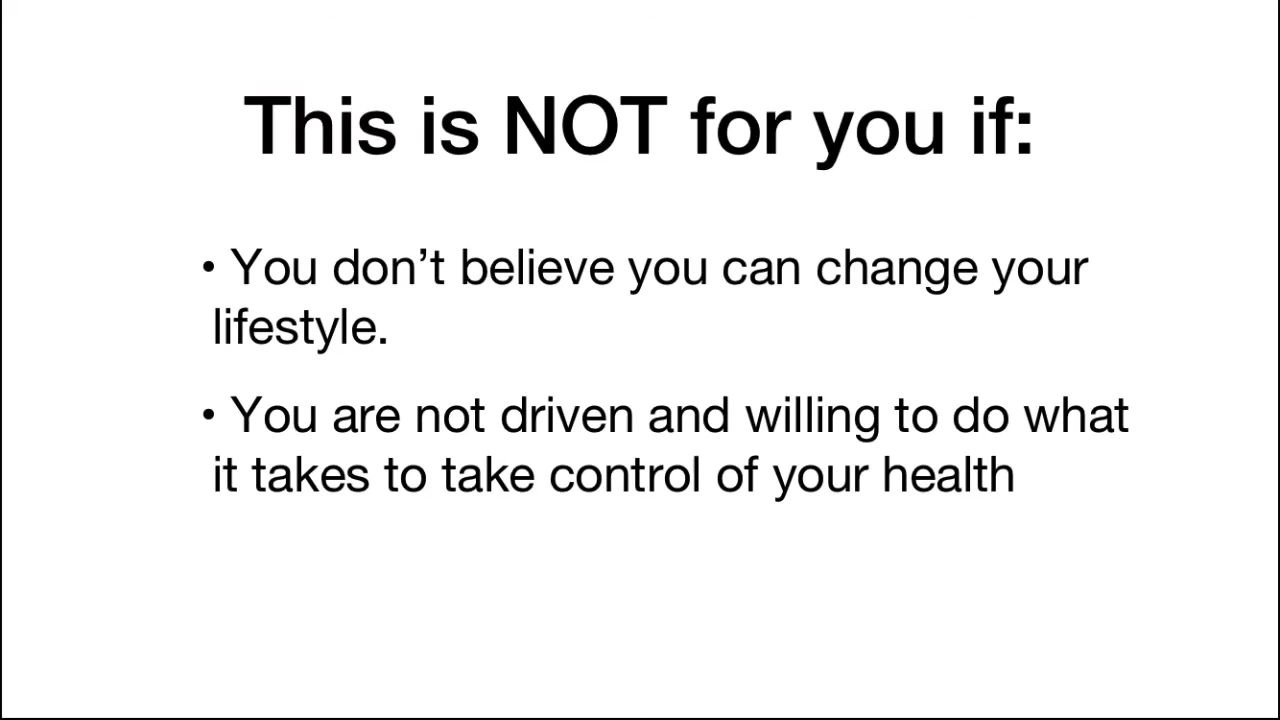 This is NOT for you if:
• You don’t believe you can change your
lifestyle.
• You are not driven and willing to do what
it takes to take control of your health